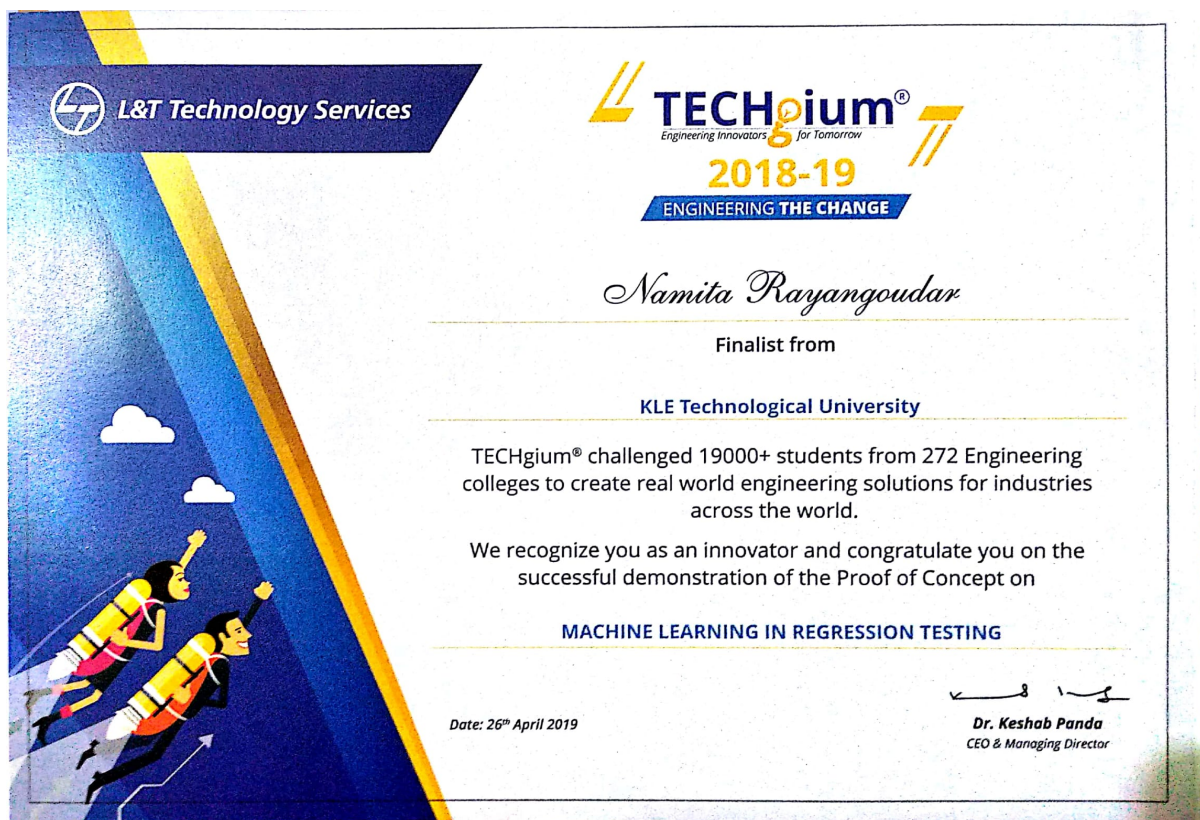 L&T Technology Services
TECHgium®
Engineering Innovators for Tomorrow
2018-19
ENGINEERING THE CHANGE
Namita Rayangoudar
Finalist from
KLE Technological University
TECHgium® challenged 19000+ students from 272 Engineering
colleges to create real world engineering solutions for industries
across the world.
We recognize you as an innovator and congratulate you on the
successful demonstration of the Proof of Concept on
MACHINE LEARNING IN REGRESSION TESTING
Date: 26th April 2019
Dr. Keshab Panda
CEO & Managing Director